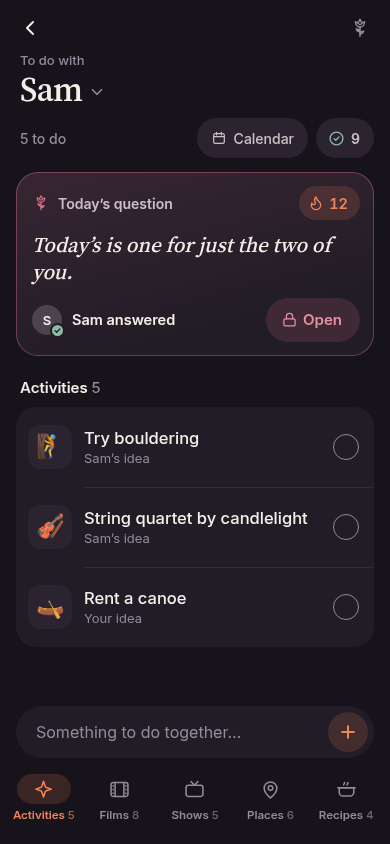 To do with
Sam
5 to do
Calendar
9
Today's question
12
Today's is one for just the two of
you.
S
Sam answered
Open
Activities 5
Try bouldering
Sam's idea
String quartet by candlelight
Sam's idea
Rent a canoe
Your idea
Something to do together...
Activities 5
Films 8
Shows 5
Places 6
Recipes 4